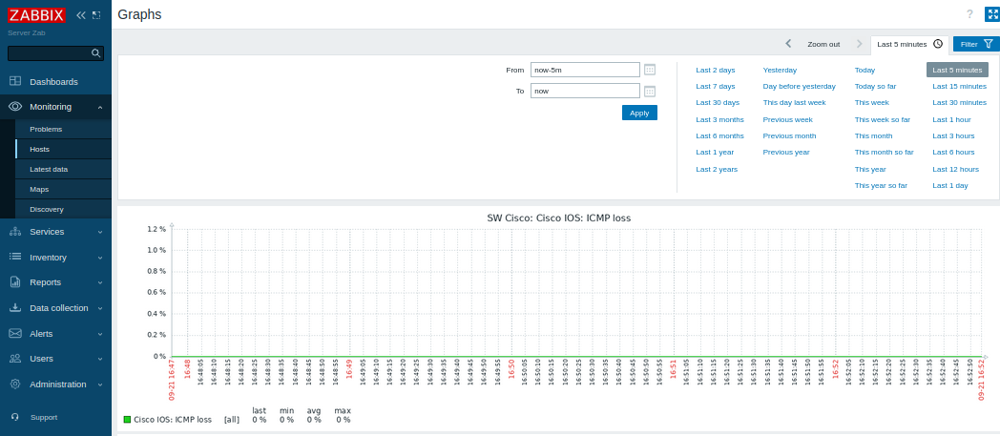 ZABBIX
Server Zab
Dashboards
Monitoring
Problems
Hosts
Latest data
Maps
Discovery
Services
Inventory
Reports
Data collection
Alerts
Users
Administration
Support
Graphs
?
Zoom out
Last 5 minutes
Filter
From now-5m
To now
Apply
Last 2 days Yesterday Today Last 5 minutes
Last 7 days Day before yesterday Today so far Last 15 minutes
Last 30 days This day last week This week Last 30 minutes
Last 3 months Previous week This week so far Last 1 hour
Last 6 months Previous month This month Last 3 hours
Last 1 year Previous year This month so far Last 6 hours
Last 2 years This year Last 12 hours
This year so far Last 1 day
SW Cisco: Cisco IOS: ICMP loss
1.2 %
1.0 %
0.8 %
0.6 %
0.4 %
0.2 %
0 %
09-21 16:47 16:48 16:48:05 16:48:10 16:48:15 16:48:20 16:48:25 16:48:30 16:48:35 16:48:40 16:48:45 16:48:50 16:48:55 16:49 16:49:05 16:49:10 16:49:15 16:49:20 16:49:25 16:49:30 16:49:35 16:49:40 16:49:45 16:49:50 16:49:55 16:50 16:50:05 16:50:10 16:50:15 16:50:20 16:50:25 16:50:30 16:50:35 16:50:40 16:50:45 16:50:50 16:50:55 16:51 16:51:05 16:51:10 16:51:15 16:51:20 16:51:25 16:51:30 16:51:35 16:51:40 16:51:45 16:51:50 16:51:55 16:52 16:52:05 16:52:10 16:52:15 16:52:20 16:52:25 16:52:30 16:52:35 16:52:40 16:52:45 16:52:50 09-21 16:52
last min avg max
Cisco IOS: ICMP loss [all] 0 % 0 % 0 % 0 %